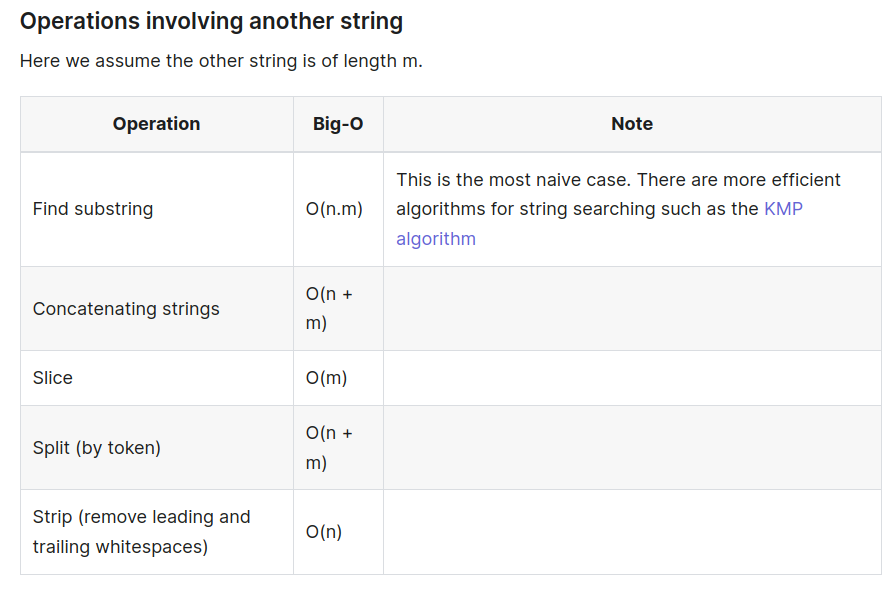 Operations involving another string
Here we assume the other string is of length m.
Operation Big-O Note
Find substring O(n.m) This is the most naive case. There are more efficient
algorithms for string searching such as the KMP
algorithm
Concatenating strings O(n +
m)
Slice O(m)
Split (by token) O(n +
m)
Strip (remove leading and
trailing whitespaces) O(n)